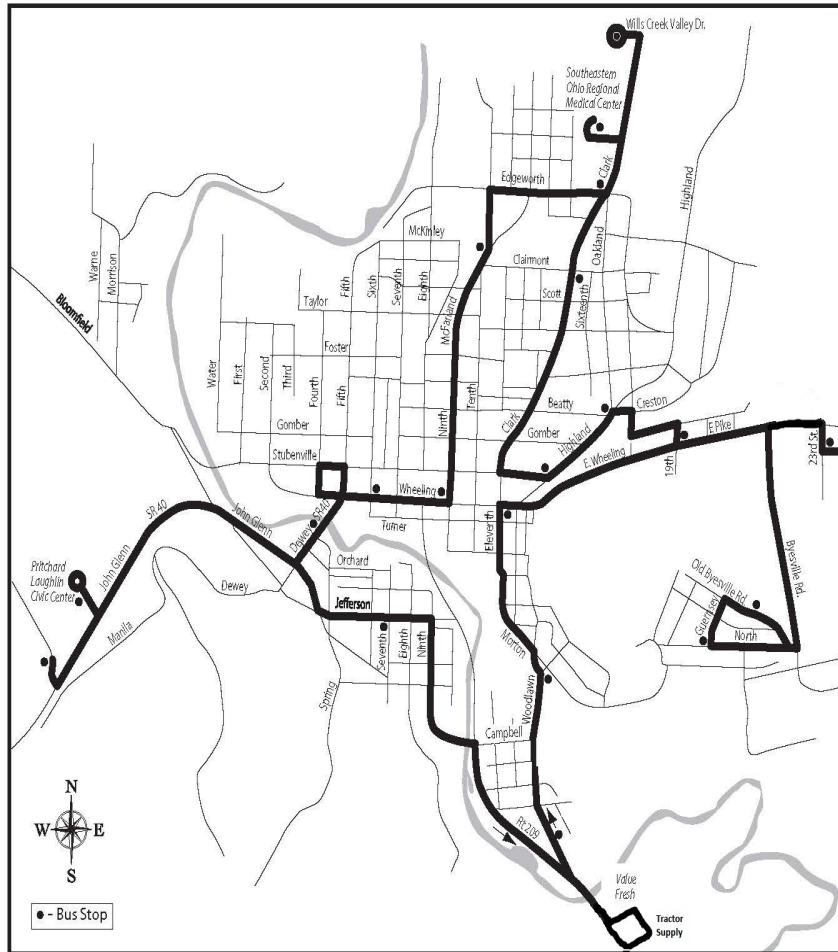 Wills Creek Valley Dr.
Southeastern
Ohio Regional
Medical Center
Clark
Edgeworth
Highland
Oakland
McKinley
Clairmont
Warne
Morrison
Fifth
Sixth
Seventh
Eighth
Scott
Sixteenth
Taylor
Bloomfield
McFarland
Foster
Water
First
Second
Third
Fourth
Fifth
Tenth
Ninth
Beatty
Creston
Clark
Gomber
Gomber
Highland
E. Pike
Stubenville
E. Wheeling
19th
23rd St.
Wheeling
SR 40
John Glenn
Dewey
SR40
Turner
Eleventh
Orchard
Byesville Rd.
Pritchard
Laughlin
Civic Center
John Glenn
Dewey
Old Byesville Rd.
Guernsey
North
Jefferson
Manila
Seventh
Eighth
Ninth
Morton
Spring
Woodlawn
Campbell
Rt 209
N
W E
S
Value
Fresh
Tractor
Supply
- Bus Stop